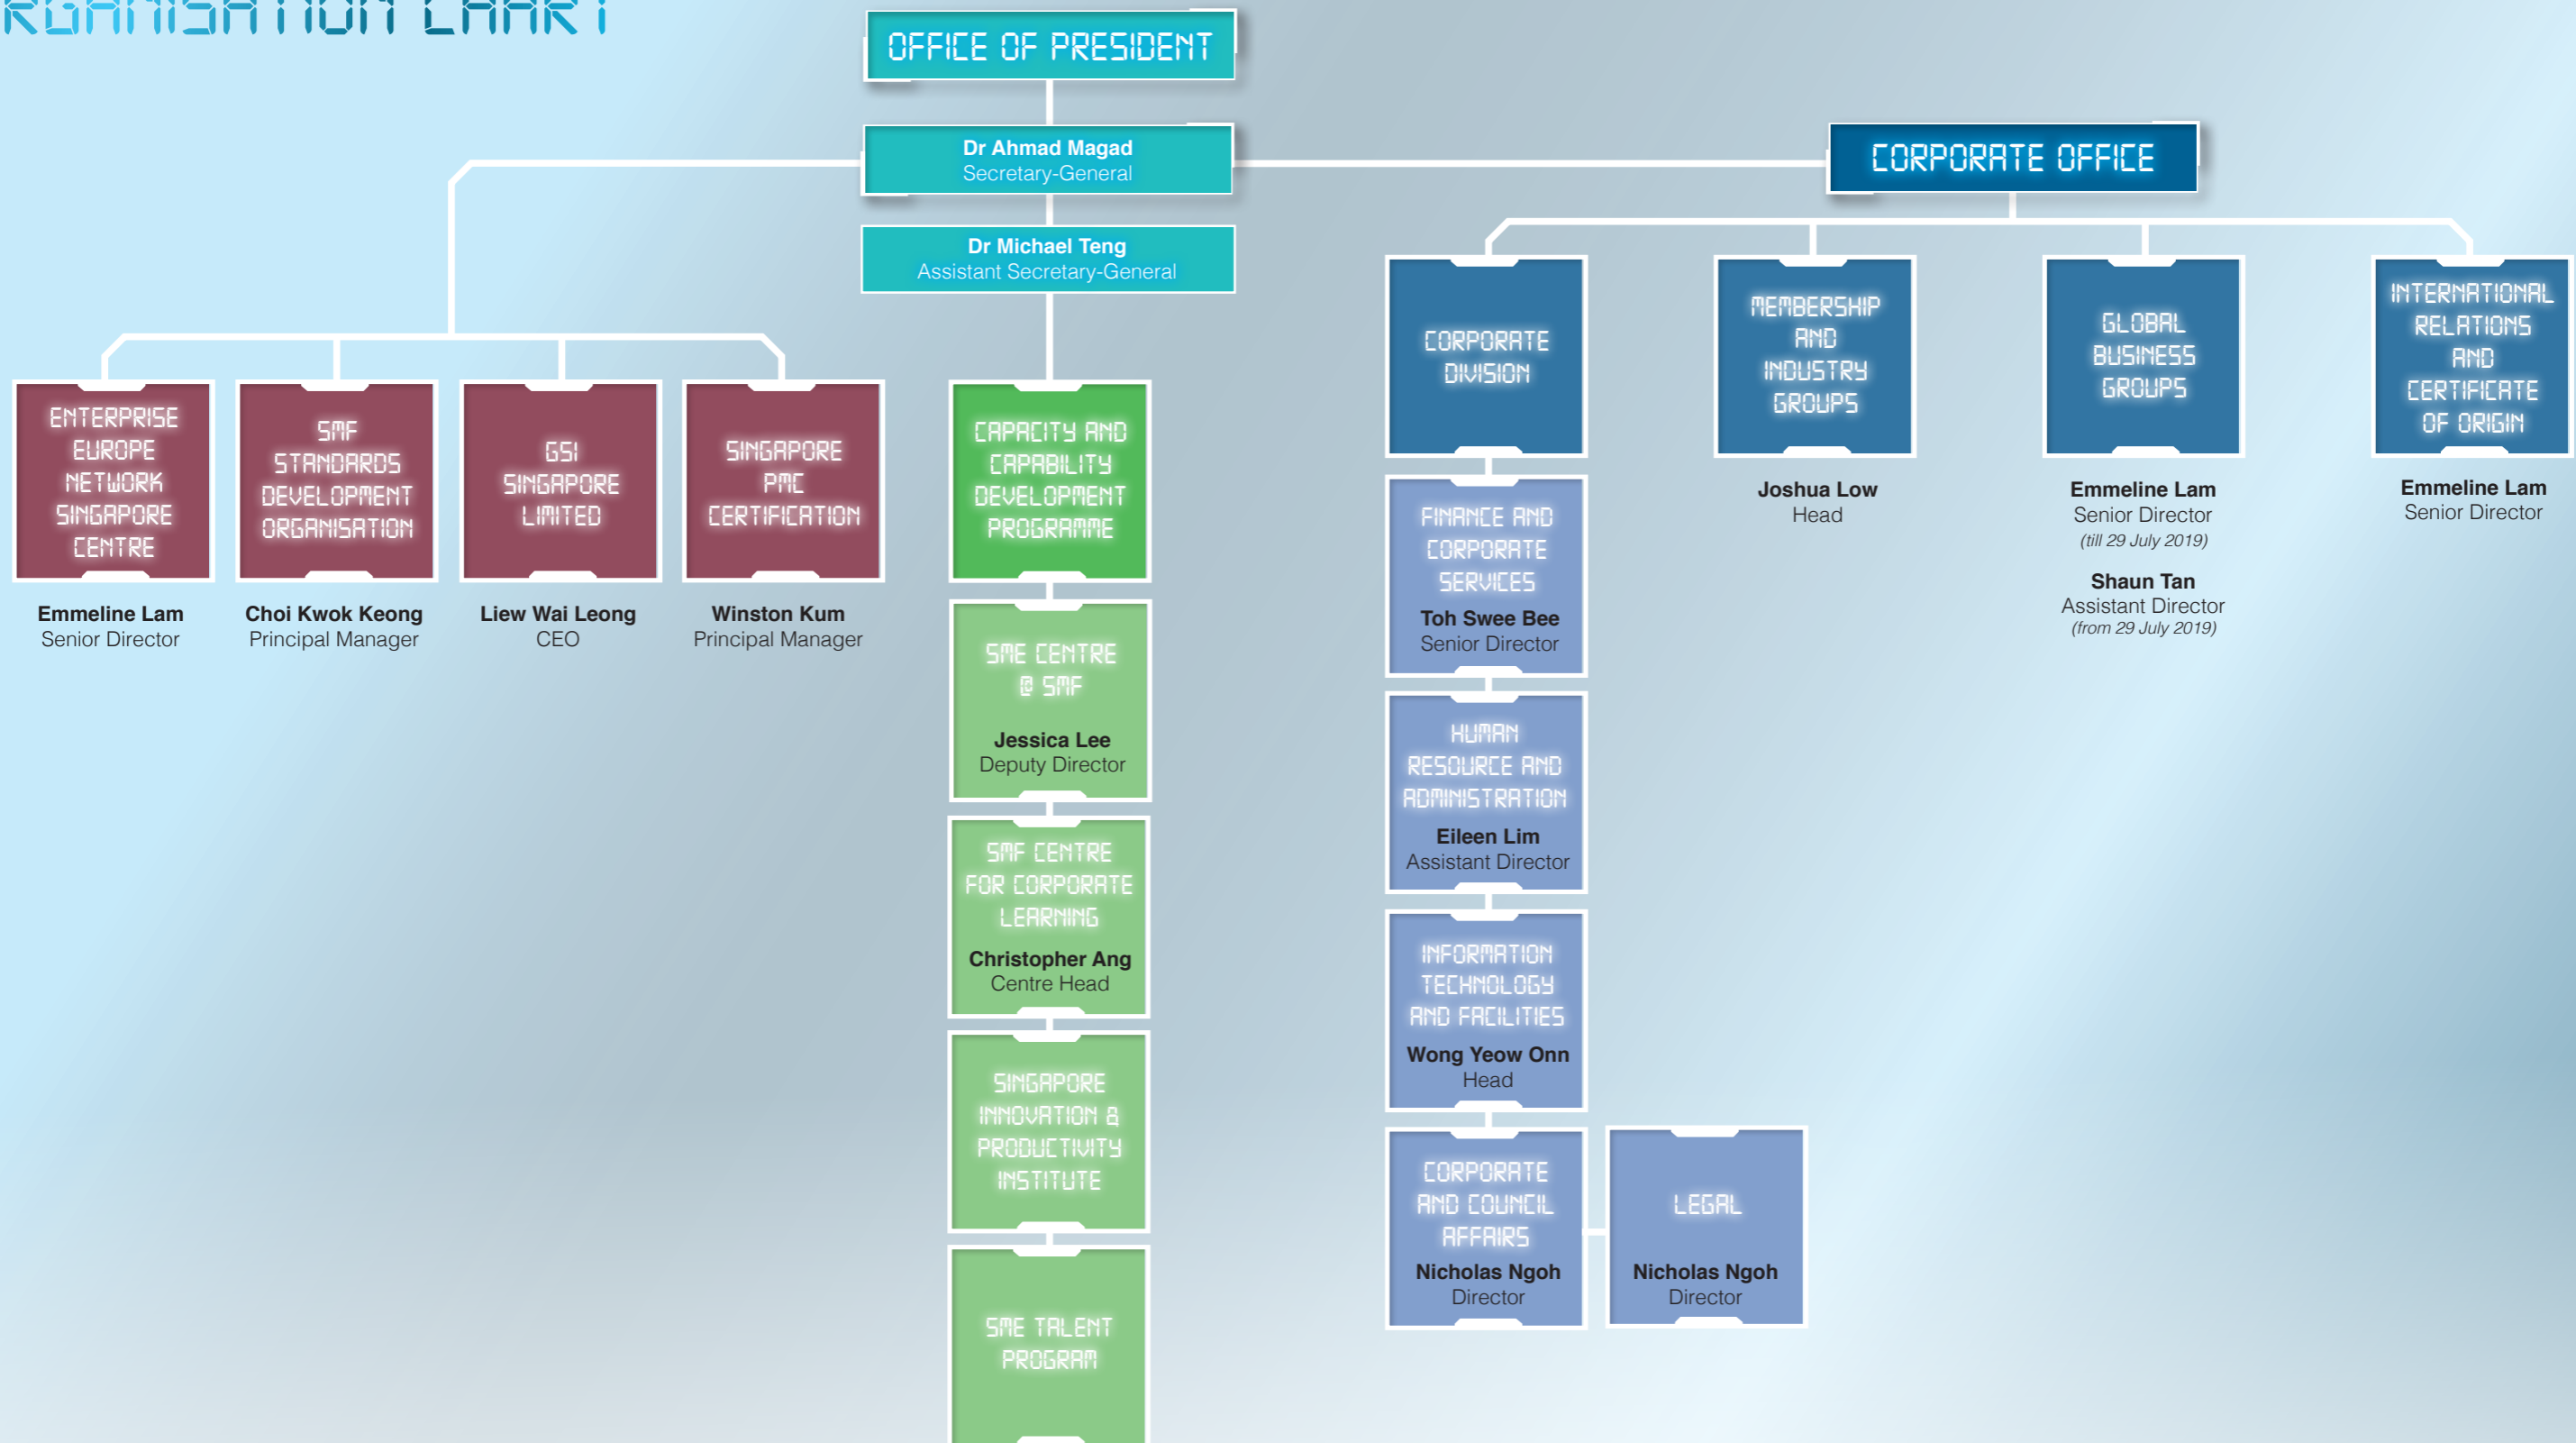 RGANISATION CHART
OFFICE OF PRESIDENT
Dr Ahmad Magad
Secretary-General
Dr Michael Teng
Assistant Secretary-General
CORPORATE OFFICE
ENTERPRISE
EUROPE
NETWORK
SINGAPORE
CENTRE
Emmeline Lam
Senior Director
SMF
STANDARDS
DEVELOPMENT
ORGANISATION
Choi Kwok Keong
Principal Manager
GS1
SINGAPORE
LIMITED
Liew Wai Leong
CEO
SINGAPORE
PMC
CERTIFICATION
Winston Kum
Principal Manager
CAPACITY AND
CAPABILITY
DEVELOPMENT
PROGRAMME
SME CENTRE
@ SMF
Jessica Lee
Deputy Director
SMF CENTRE
FOR CORPORATE
LEARNING
Christopher Ang
Centre Head
SINGAPORE
INNOVATION &
PRODUCTIVITY
INSTITUTE
SME TALENT
PROGRAM
CORPORATE
DIVISION
FINANCE AND
CORPORATE
SERVICES
Toh Swee Bee
Senior Director
HUMAN
RESOURCE AND
ADMINISTRATION
Eileen Lim
Assistant Director
INFORMATION
TECHNOLOGY
AND FACILITIES
Wong Yeow Onn
Head
CORPORATE
AND COUNCIL
AFFAIRS
Nicholas Ngoh
Director
LEGAL
Nicholas Ngoh
Director
MEMBERSHIP
AND
INDUSTRY
GROUPS
Joshua Low
Head
GLOBAL
BUSINESS
GROUPS
Emmeline Lam
Senior Director
(till 29 July 2019)
Shaun Tan
Assistant Director
(from 29 July 2019)
INTERNATIONAL
RELATIONS
AND
CERTIFICATE
OF ORIGIN
Emmeline Lam
Senior Director